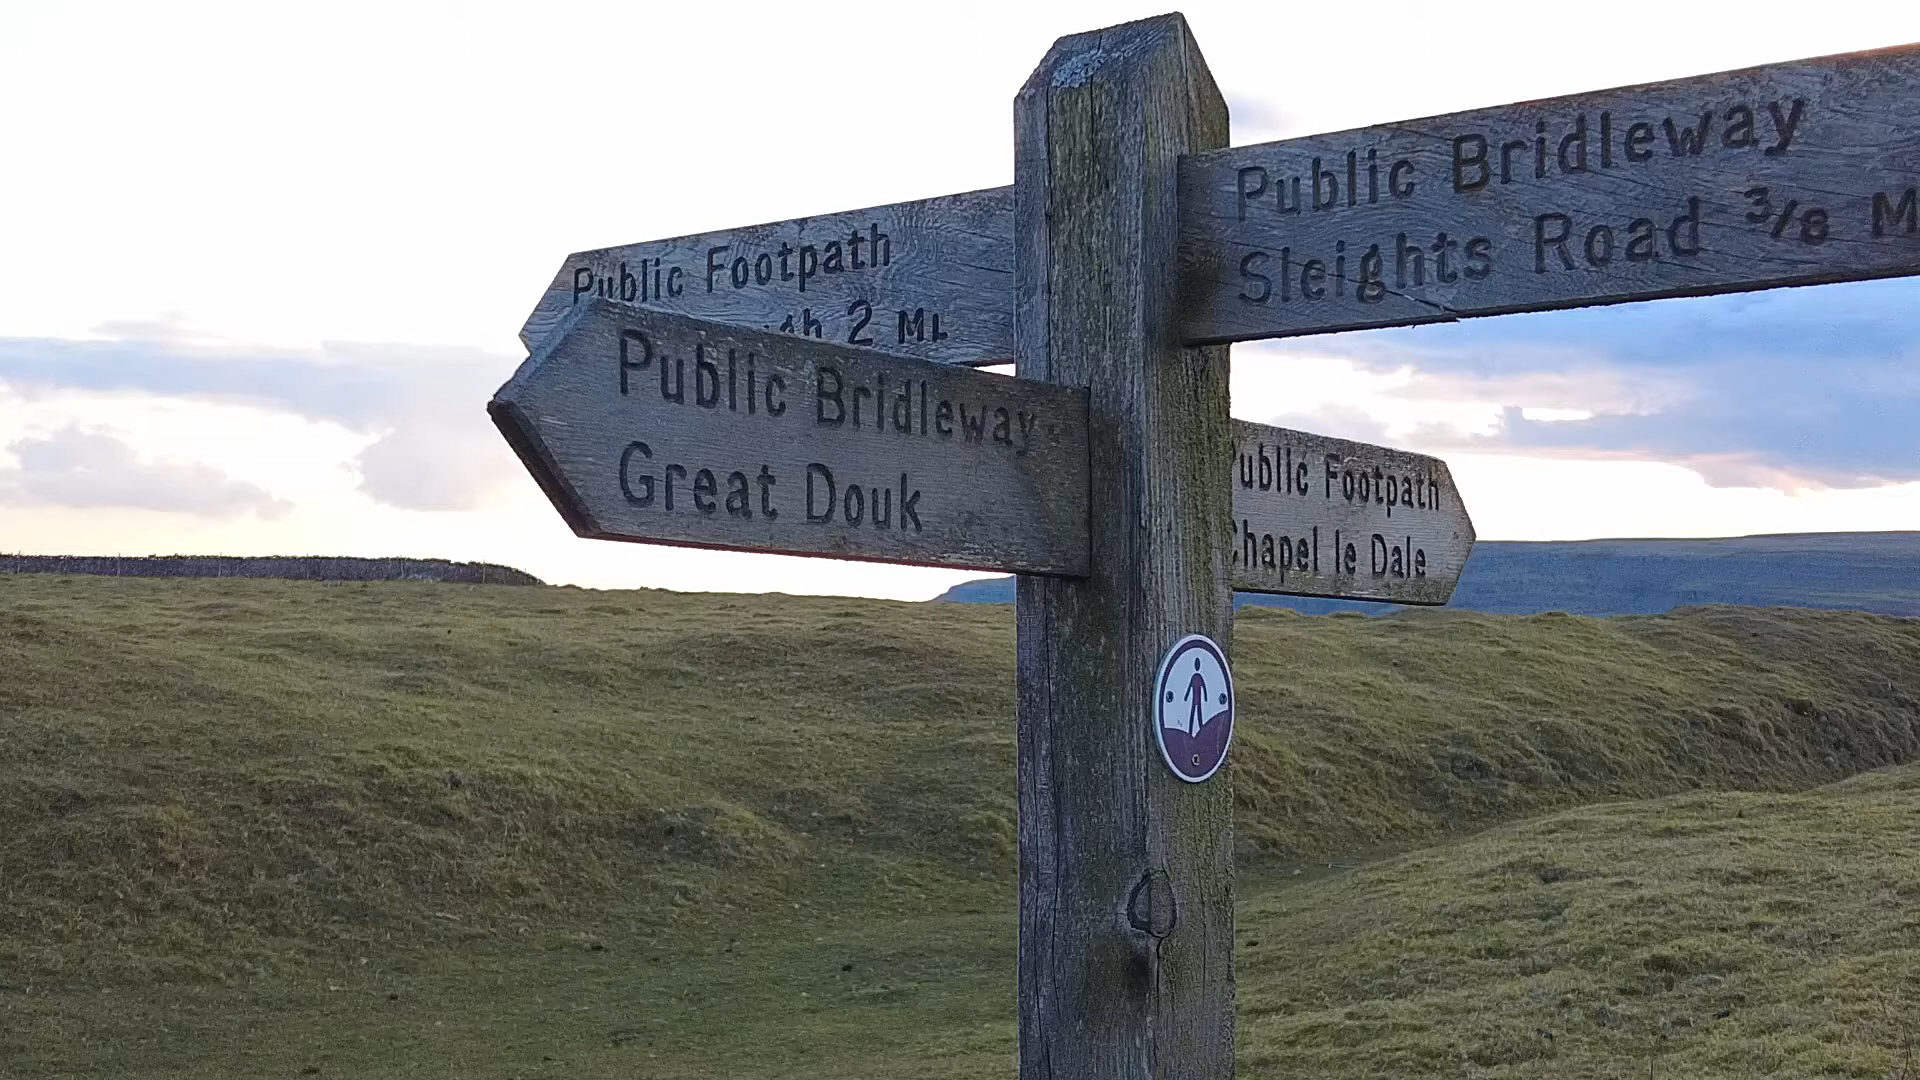 Public Footpath
2 ML
Public Bridleway
Great Douk
Public Bridleway
Sleights Road 3/8 M
Public Footpath
Chapel le Dale